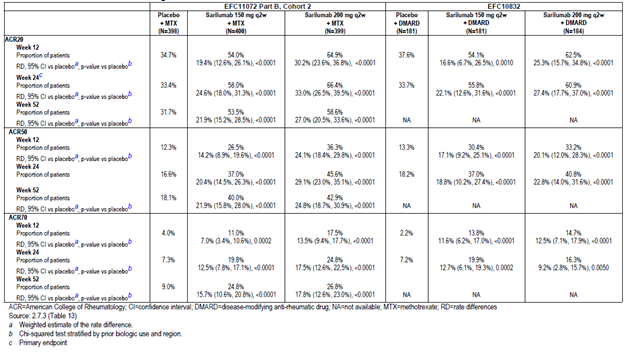 EFC11072 Part B, Cohort 2 EFC10832
Placebo + MTX (N=398) Sarilumab 150 mg q2w + MTX (N=400) Sarilumab 200 mg q2w + MTX (N=399) Placebo + DMARD (N=181) Sarilumab 150 mg q2w + DMARD (N=181) Sarilumab 200 mg q2w + DMARD (N=184)
ACR20
Week 12
Proportion of patients 34.7% 54.0% 64.9% 37.6% 54.1% 62.5%
RD, 95% CI vs placeboa, p-value vs placebob 19.4% (12.6%, 26.1%), <0.0001 30.2% (23.6%, 36.8%), <0.0001 16.6% (6.7%, 26.5%), 0.0010 25.3% (15.7%, 34.8%), <0.0001
Week 24c
Proportion of patients 33.4% 58.0% 66.4% 33.7% 55.8% 60.9%
RD, 95% CI vs placeboa, p-value vs placebob 24.6% (18.0%, 31.3%), <0.0001 33.0% (26.5%, 39.5%), <0.0001 22.1% (12.6%, 31.6%), <0.0001 27.4% (17.7%, 37.0%), <0.0001
Week 52
Proportion of patients 31.7% 53.5% 58.6%
RD, 95% CI vs placeboa, p-value vs placebob 21.9% (15.2%, 28.5%), <0.0001 27.0% (20.5%, 33.6%), <0.0001 NA NA NA
ACR50
Week 12
Proportion of patients 12.3% 26.5% 36.3% 13.3% 30.4% 33.2%
RD, 95% CI vs placeboa, p-value vs placebob 14.2% (8.9%, 19.6%), <0.0001 24.1% (18.4%, 29.8%), <0.0001 17.1% (9.2%, 25.1%), <0.0001 20.1% (12.0%, 28.3%), <0.0001
Week 24
Proportion of patients 16.6% 37.0% 45.6% 18.2% 37.0% 40.8%
RD, 95% CI vs placeboa, p-value vs placebob 20.4% (14.5%, 26.3%), <0.0001 29.1% (23.0%, 35.1%), <0.0001 18.8% (10.2%, 27.4%), <0.0001 22.8% (14.0%, 31.6%), <0.0001
Week 52
Proportion of patients 18.1% 40.0% 42.9%
RD, 95% CI vs placeboa, p-value vs placebob 21.9% (15.8%, 28.0%), <0.0001 24.8% (18.7%, 30.9%), <0.0001 NA NA NA
ACR70
Week 12
Proportion of patients 4.0% 11.0% 17.5% 2.2% 13.8% 14.7%
RD, 95% CI vs placeboa, p-value vs placebob 7.0% (3.4%, 10.6%), 0.0002 13.5% (9.4%, 17.7%), <0.0001 11.6% (6.2%, 17.0%), <0.0001 12.5% (7.1%, 17.9%), <0.0001
Week 24
Proportion of patients 7.3% 19.8% 24.8% 7.2% 19.9% 16.3%
RD, 95% CI vs placeboa, p-value vs placebob 12.5% (7.8%, 17.1%), <0.0001 17.5% (12.6%, 22.5%), <0.0001 12.7% (6.1%, 19.3%), 0.0002 9.2% (2.8%, 15.7%), 0.0050
Week 52
Proportion of patients 9.0% 24.8% 26.8%
RD, 95% CI vs placeboa, p-value vs placebob 15.7% (10.6%, 20.8%), <0.0001 17.8% (12.6%, 23.0%), <0.0001 NA NA NA
ACR=American College of Rheumatology; CI=confidence interval; DMARD=disease-modifying anti-rheumatic drug; NA=not available; MTX=methotrexate; RD=rate differences
Source: 2.7.3 (Table 13)
a Weighted estimate of the rate difference.
b Chi-squared test stratified by prior biologic use and region.
c Primary endpoint